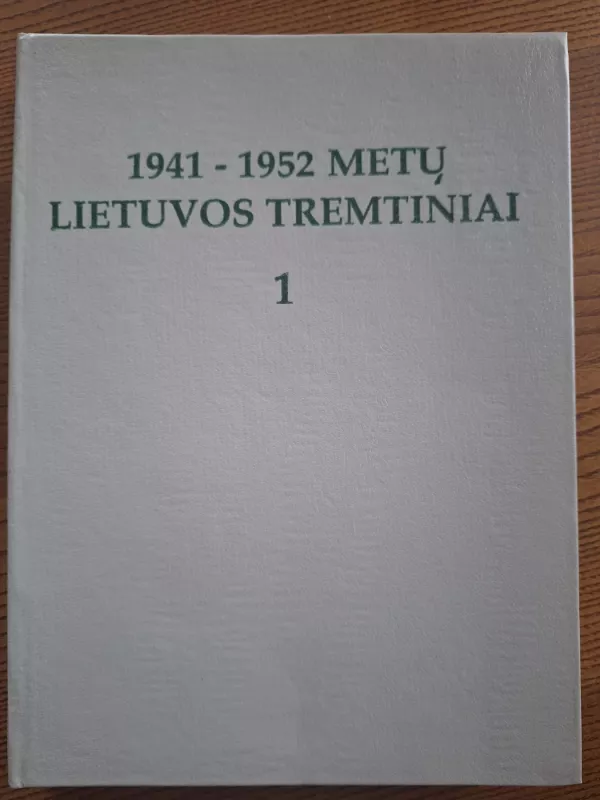 1941 - 1952 METŲ
LIETUVOS TREMTINIAI
1